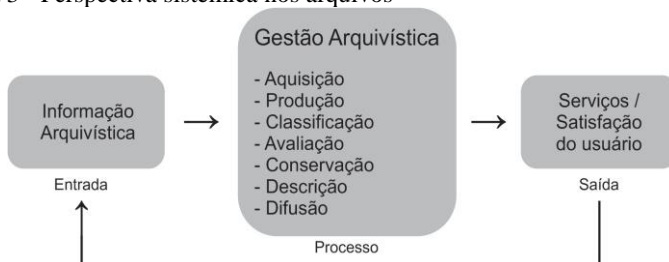 3 - Perspectiva sistêmica nos arquivos
Gestão Arquivística
- Aquisição
- Produção
- Classificação
- Avaliação
- Conservação
- Descrição
- Difusão
Processo
Informação
Arquivística
Entrada
Serviços /
Satisfação
do usuário
Saída